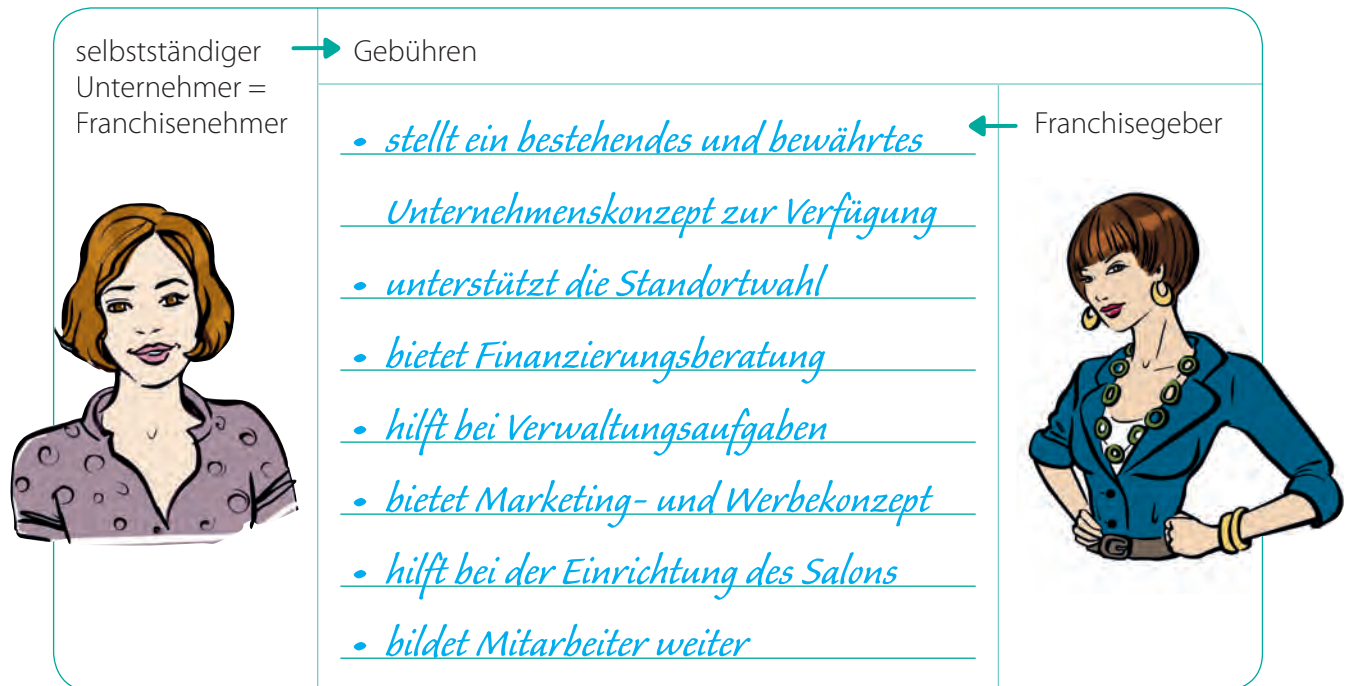 selbstständiger
Unternehmer =
Franchisenehmer
Gebühren
• stellt ein bestehendes und bewährtes
Unternehmenskonzept zur Verfügung
• unterstützt die Standortwahl
• bietet Finanzierungsberatung
• hilft bei Verwaltungsaufgaben
• bietet Marketing- und Werbekonzept
• hilft bei der Einrichtung des Salons
• bildet Mitarbeiter weiter
Franchisegeber